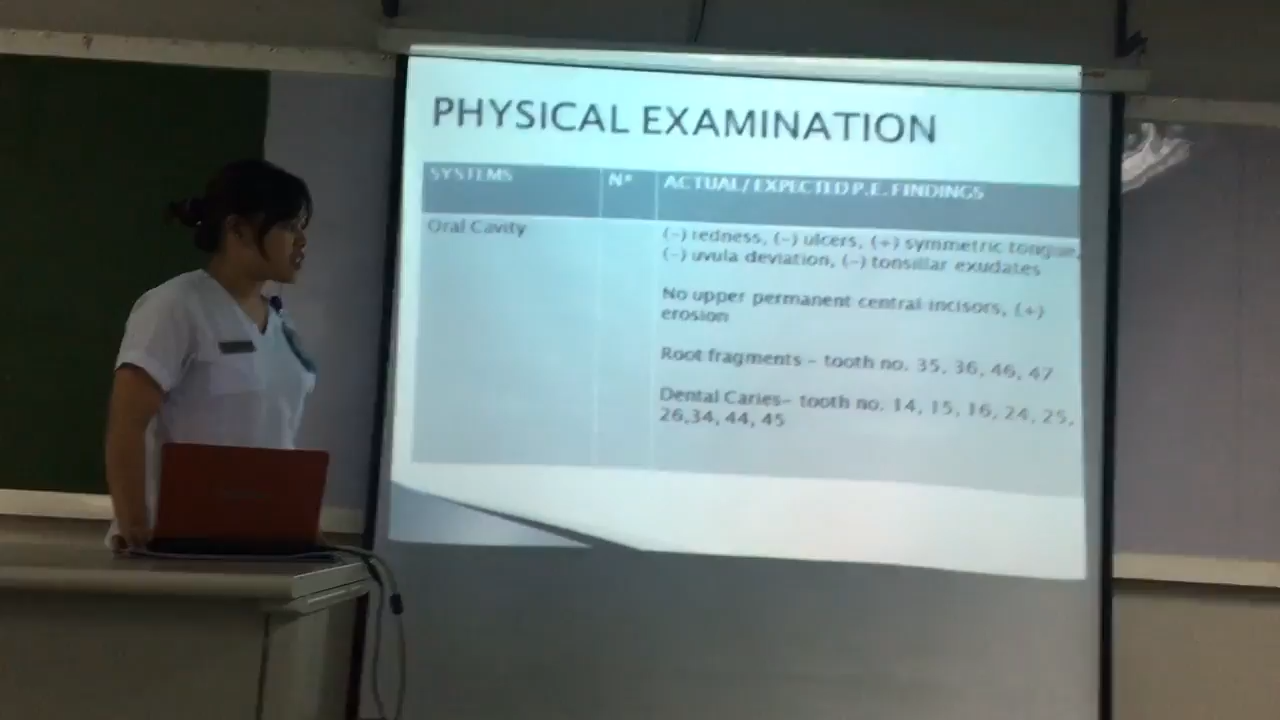 PHYSICAL EXAMINATION
SYSTEMS N* ACTUAL/EXPECTED P.E. FINDINGS
Oral Cavity
(-) redness, (-) ulcers, (+) symmetric tongue,
(-) uvula deviation, (-) tonsillar exudates
No upper permanent central incisors, (+)
erosion
Root fragments – tooth no. 35, 36, 46, 47
Dental Caries– tooth no. 14, 15, 16, 24, 25,
26,34, 44, 45